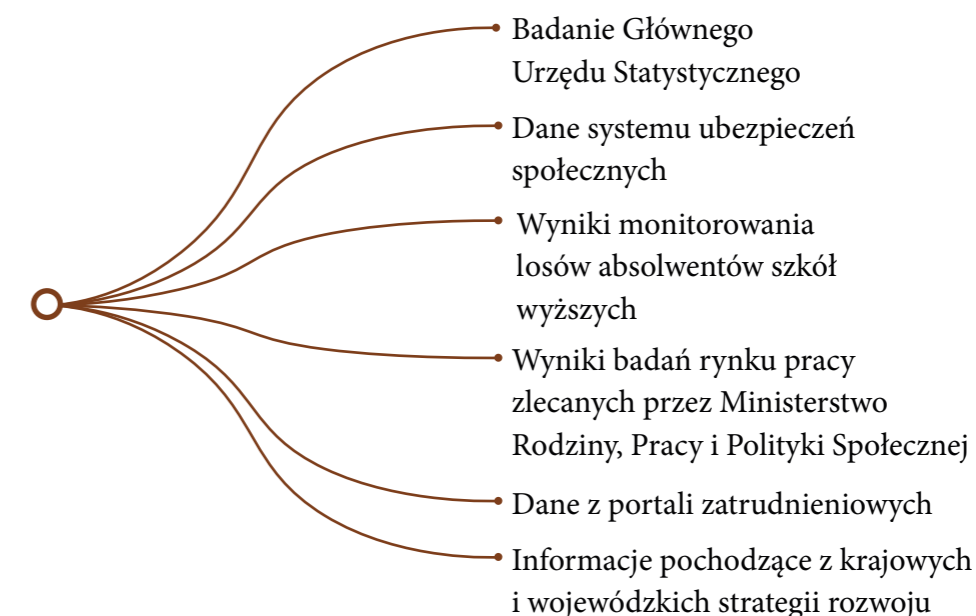 Badanie Głównego
Urzędu Statystycznego
Dane systemu ubezpieczeń
społecznych
Wyniki monitorowania
losów absolwentów szkół
wyższych
Wyniki badań rynku pracy
zlecanych przez Ministerstwo
Rodziny, Pracy i Polityki Społecznej
Dane z portali zatrudnieniowych
Informacje pochodzące z krajowych
i wojewódzkich strategii rozwoju